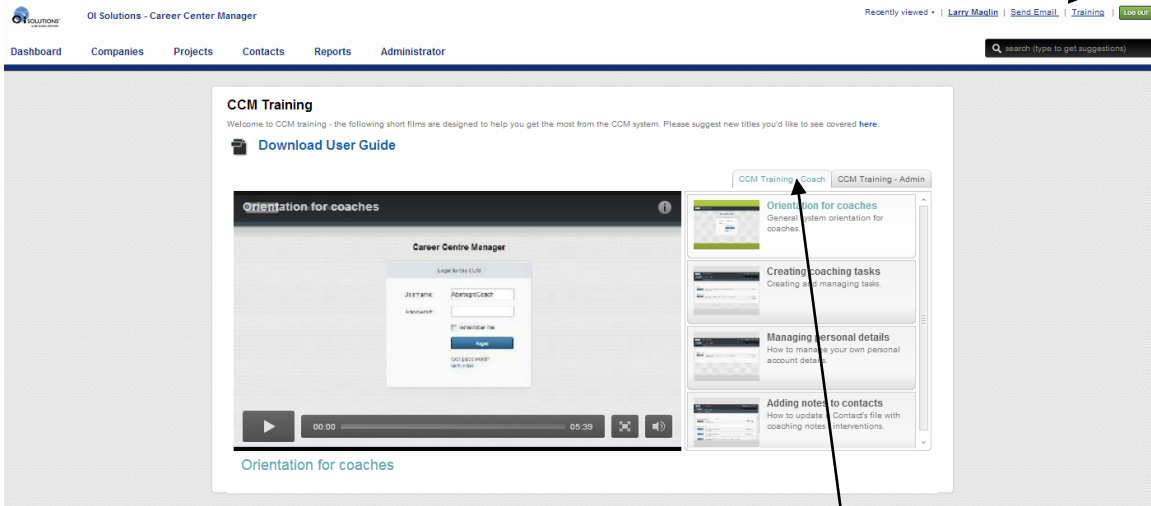 OI SOLUTIONS
OI Solutions - Career Center Manager
Recently viewed | Larry Maglin | Send Email | Training | LOG OUT
Dashboard Companies Projects Contacts Reports Administrator
search (type to get suggestions)
CCM Training
Welcome to CCM training - the following short films are designed to help you get the most from the CCM system. Please suggest new titles you'd like to see covered here.
Download User Guide
CCM Training - Coach
CCM Training - Admin
Orientation for coaches
Career Centre Manager
Login to the CCM
Username:
Password:
remember me
login
00:00
05:39
Orientation for coaches
General system orientation for
coaches.
Creating coaching tasks
Creating and managing tasks.
Managing personal details
How to manage your own personal
account details.
Adding notes to contacts
How to update a Contact's file with
coaching notes / interventions.
Orientation for coaches